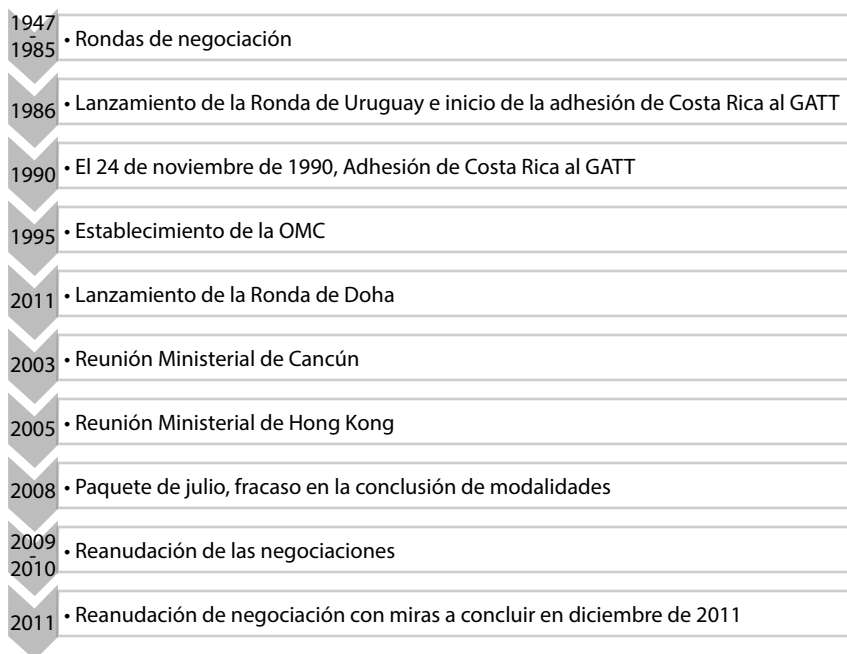 1947
-
1985
• Rondas de negociación
1986
• Lanzamiento de la Ronda de Uruguay e inicio de la adhesión de Costa Rica al GATT
1990
• El 24 de noviembre de 1990, Adhesión de Costa Rica al GATT
1995
• Establecimiento de la OMC
2011
• Lanzamiento de la Ronda de Doha
2003
• Reunión Ministerial de Cancún
2005
• Reunión Ministerial de Hong Kong
2008
• Paquete de julio, fracaso en la conclusión de modalidades
2009
-
2010
• Reanudación de las negociaciones
2011
• Reanudación de negociación con miras a concluir en diciembre de 2011